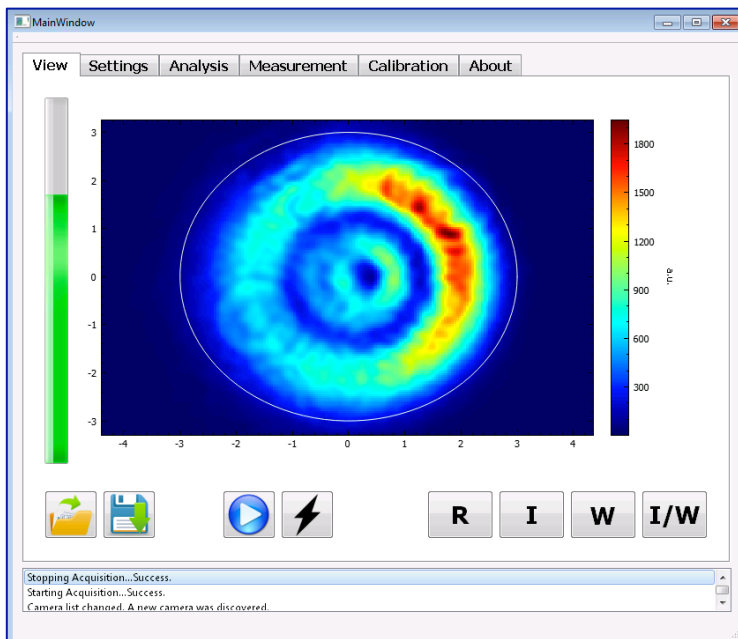 MainWindow
View Settings Analysis Measurement Calibration About
3
2
1
0
-1
-2
-3
-4 -3 -2 -1 0 1 2 3 4
1800
1500
1200
900
600
300
a.u.
R I W I/W
Stopping Acquisition...Success.
Starting Acquisition...Success.
Camera list changed. A new camera was discovered.